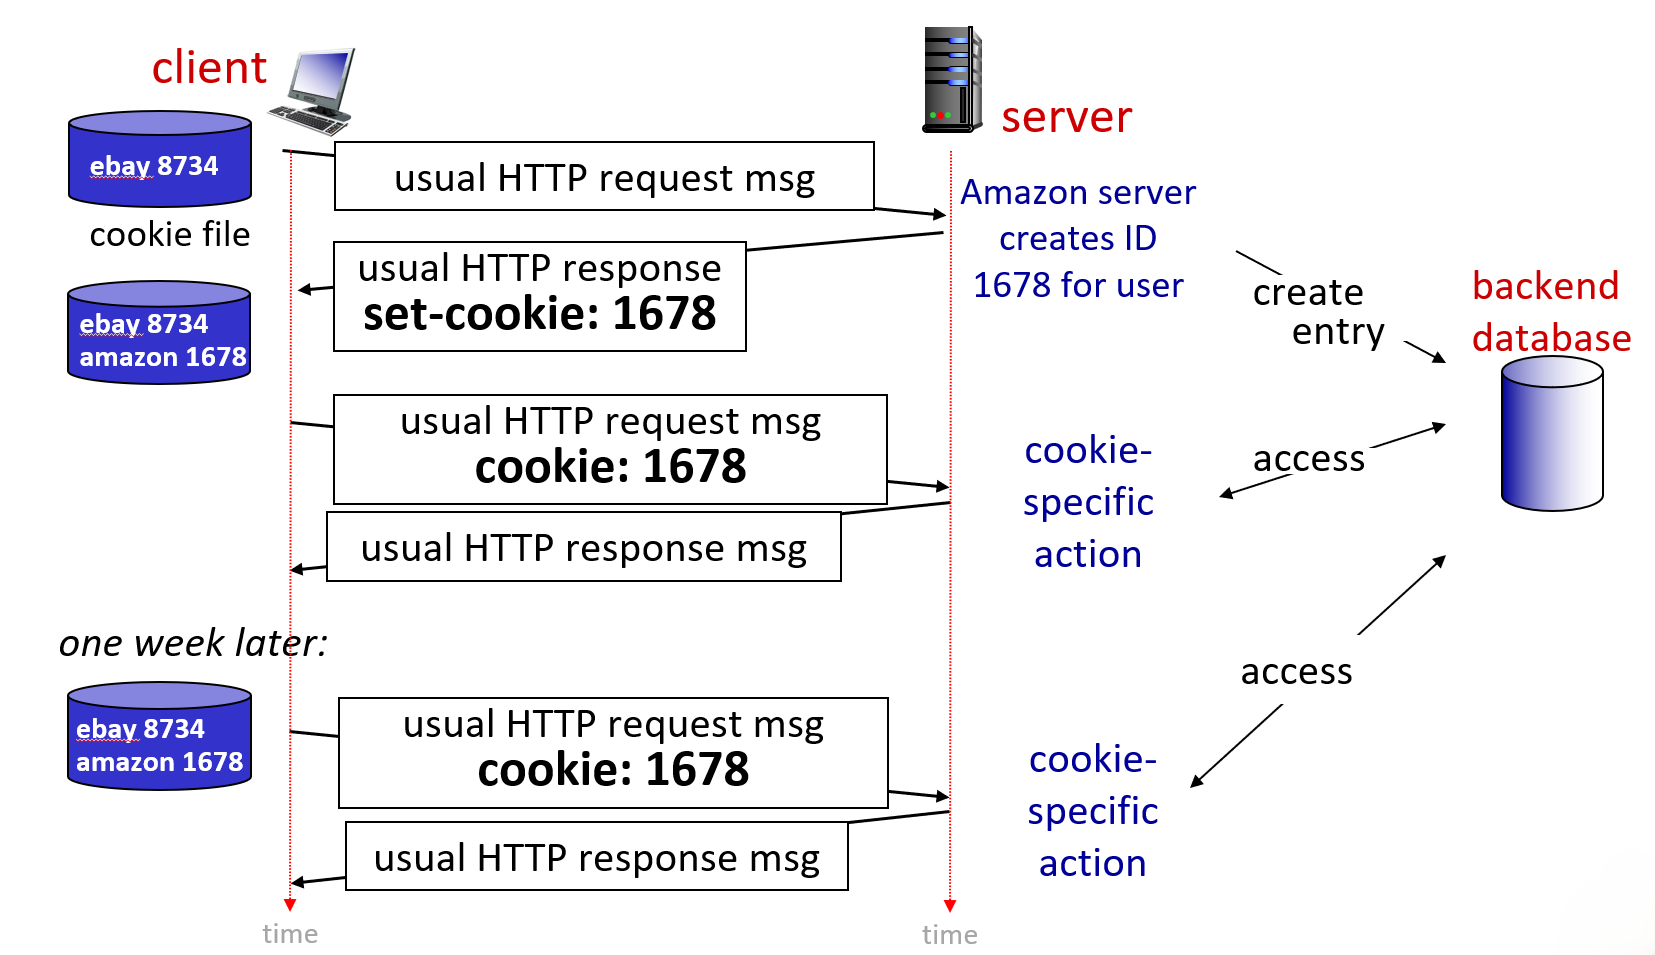 client
server
ebay 8734
cookie file
usual HTTP request msg
Amazon server
creates ID
1678 for user
usual HTTP response
set-cookie: 1678
create
entry
backend
database
ebay 8734
amazon 1678
usual HTTP request msg
cookie: 1678
cookie-
specific
action
access
usual HTTP response msg
one week later:
access
ebay 8734
amazon 1678
usual HTTP request msg
cookie: 1678
cookie-
specific
action
usual HTTP response msg
time
time